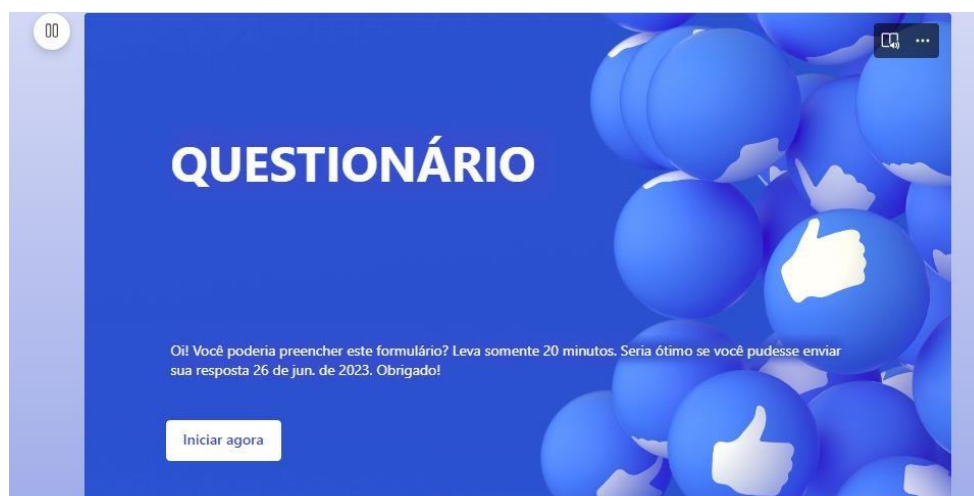 QUESTIONÁRIO
Oi! Você poderia preencher este formulário? Leva somente 20 minutos. Seria ótimo se você pudesse enviar
sua resposta 26 de jun. de 2023. Obrigado!
Iniciar agora